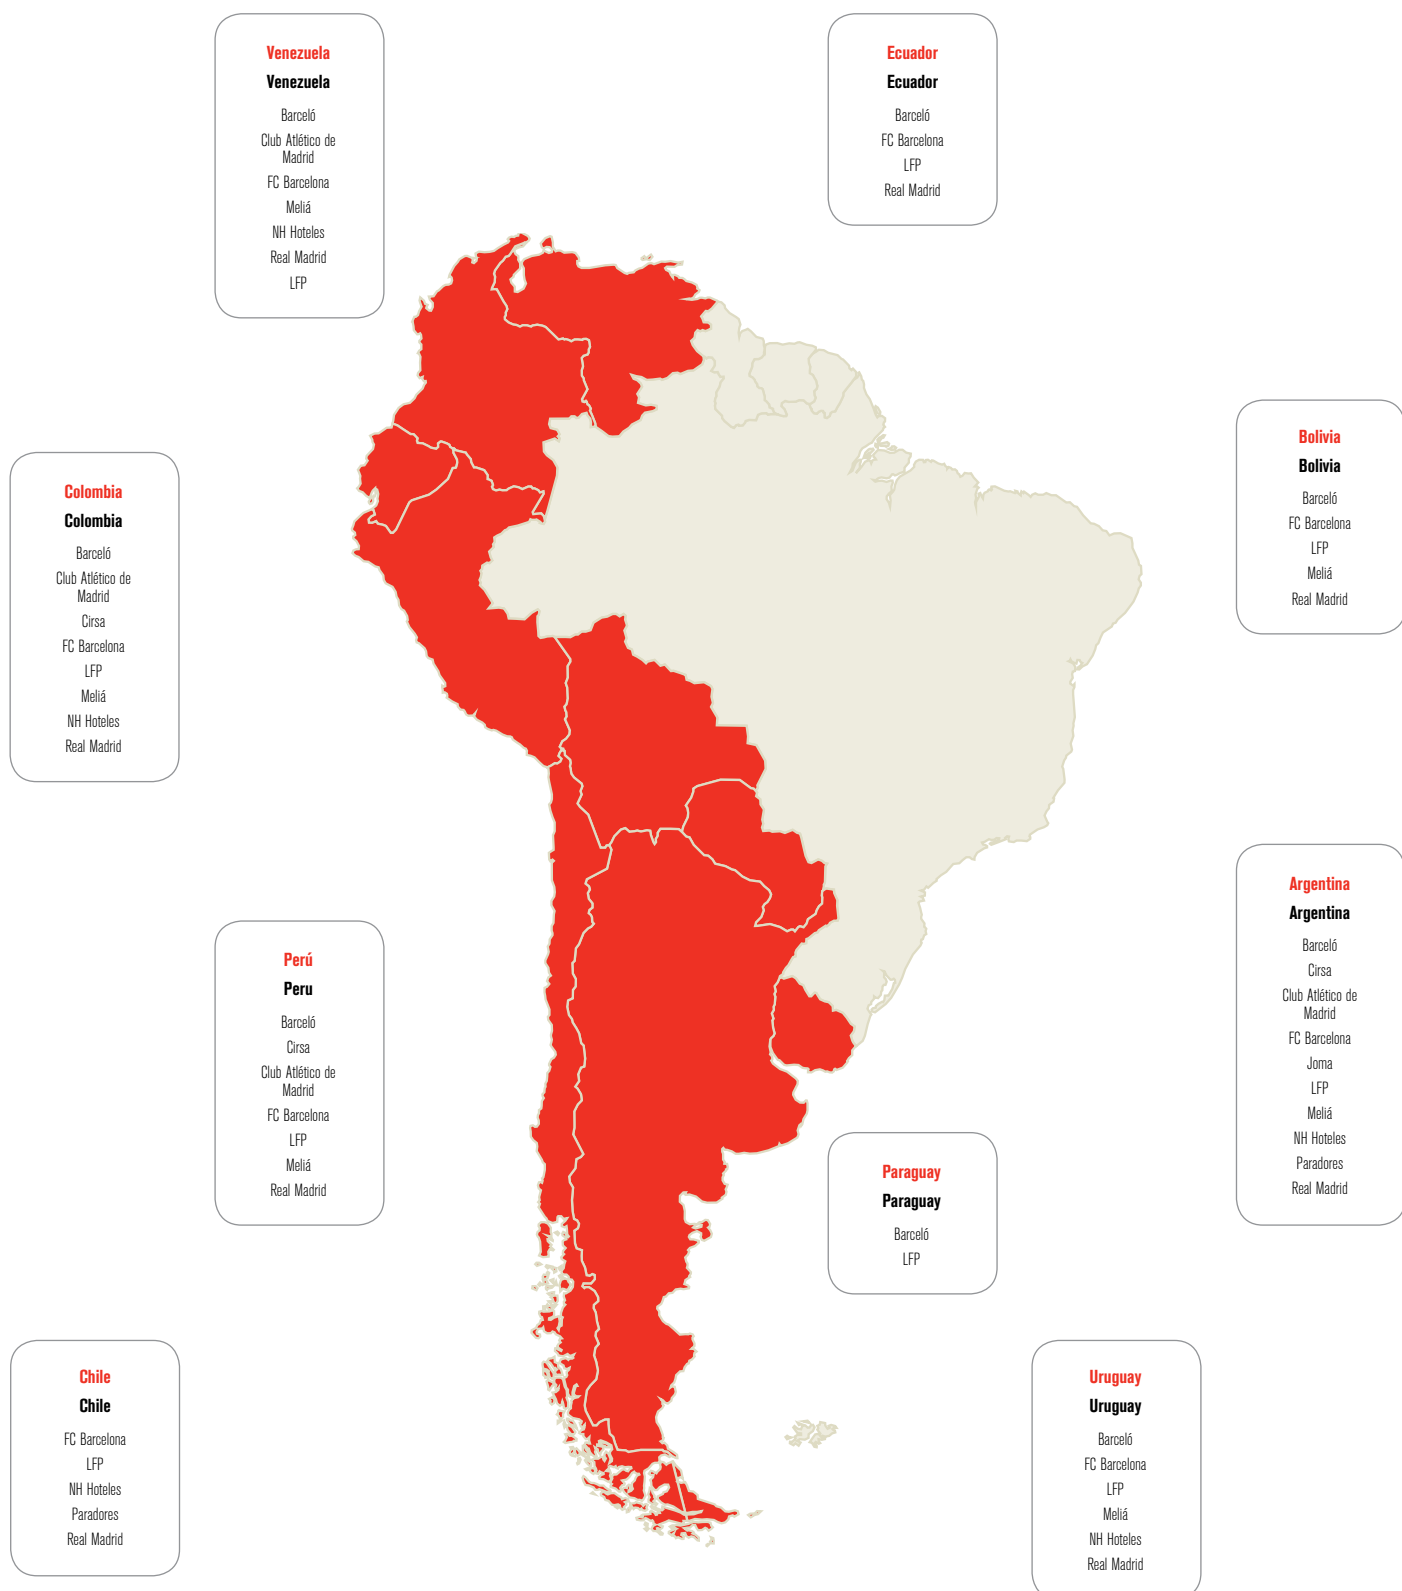 Venezuela
Venezuela
Barceló
Club Atlético de
Madrid
FC Barcelona
Meliá
NH Hoteles
Real Madrid
LFP
Ecuador
Ecuador
Barceló
FC Barcelona
LFP
Real Madrid
Colombia
Colombia
Barceló
Club Atlético de
Madrid
Cirsa
FC Barcelona
LFP
Meliá
NH Hoteles
Real Madrid
Bolivia
Bolivia
Barceló
FC Barcelona
LFP
Meliá
Real Madrid
Perú
Peru
Barceló
Cirsa
Club Atlético de
Madrid
FC Barcelona
LFP
Meliá
Real Madrid
Argentina
Argentina
Barceló
Cirsa
Club Atlético de
Madrid
FC Barcelona
Joma
LFP
Meliá
NH Hoteles
Paradores
Real Madrid
Paraguay
Paraguay
Barceló
LFP
Chile
Chile
FC Barcelona
LFP
NH Hoteles
Paradores
Real Madrid
Uruguay
Uruguay
Barceló
FC Barcelona
LFP
Meliá
NH Hoteles
Real Madrid